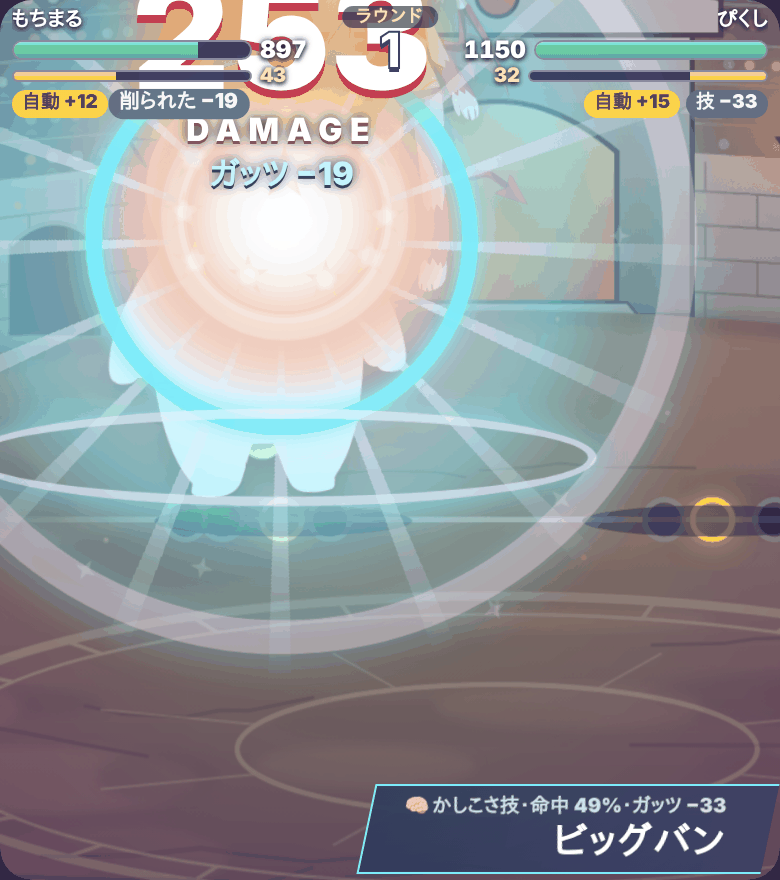 もちまる
ラウンド
ぴくし
253
1
897
1150
43
32
自動 +12
削られた −19
自動 +15
技 −33
DAMAGE
ガッツ −19
かしこさ技・命中 49%・ガッツ −33
ビッグバン